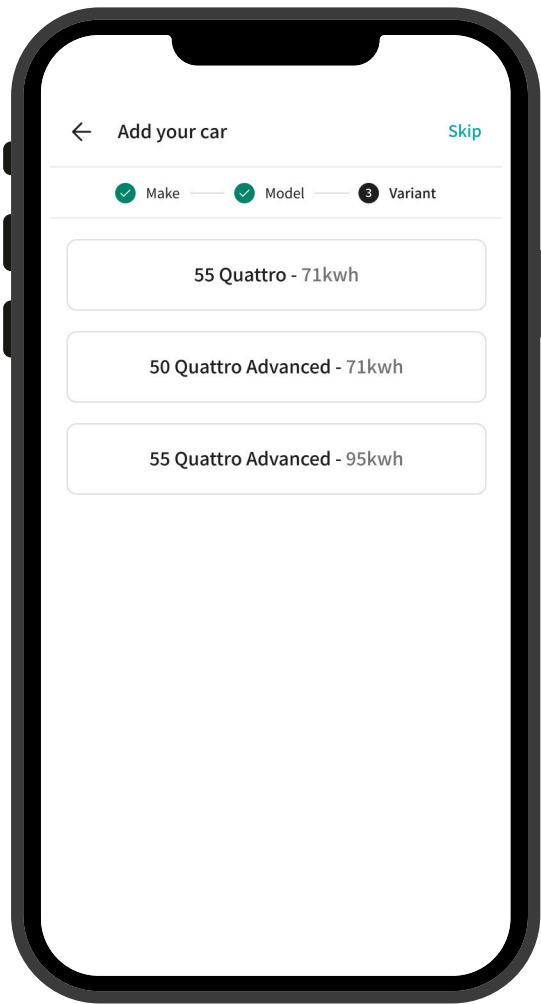 Add your car
Skip
Make
Model
3 Variant
55 Quattro - 71kwh
50 Quattro Advanced - 71kwh
55 Quattro Advanced - 95kwh